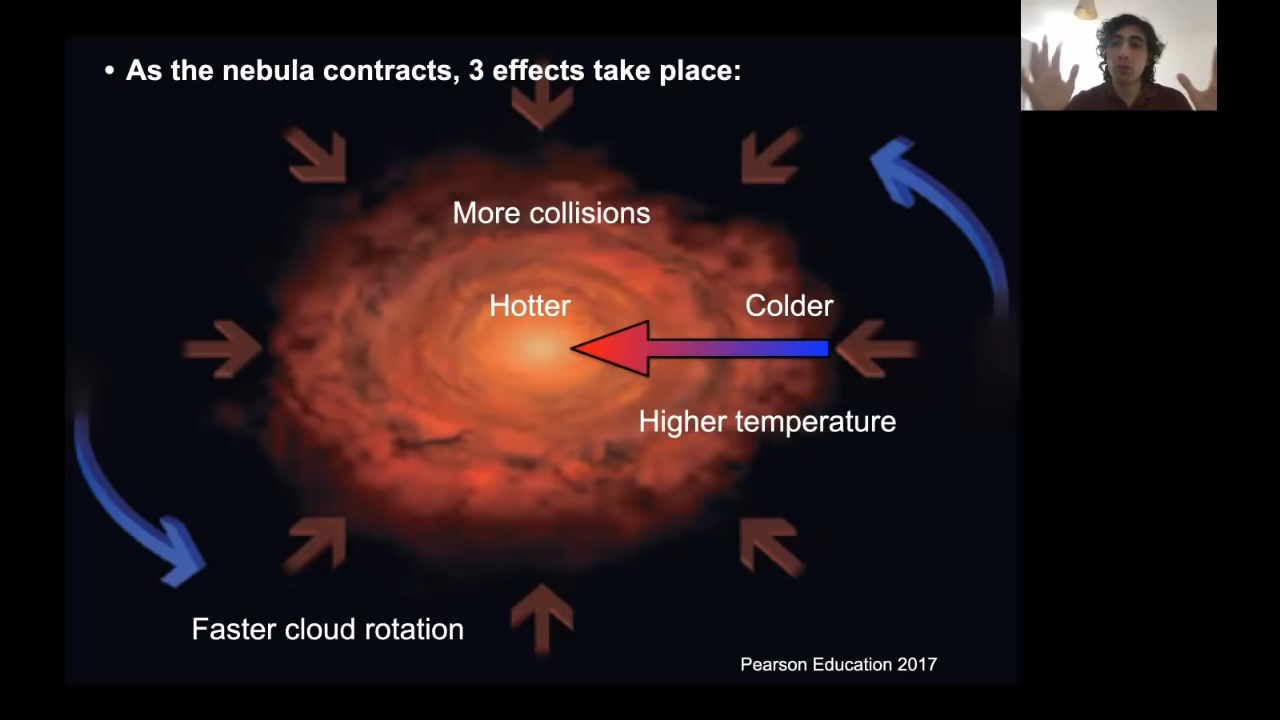 • As the nebula contracts, 3 effects take place:
More collisions
Hotter
Colder
Higher temperature
Faster cloud rotation
Pearson Education 2017